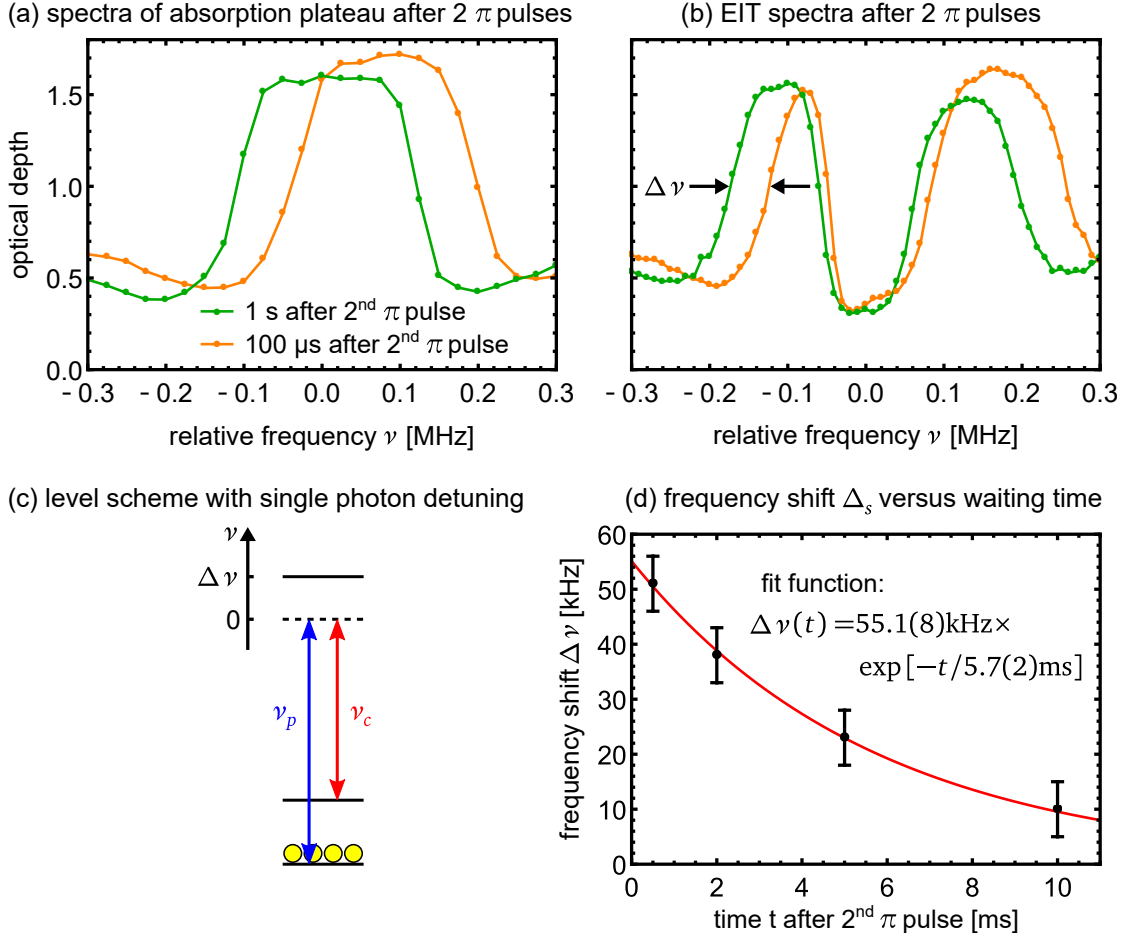 (a) spectra of absorption plateau after 2 π pulses
optical depth
1.5
1.0
0.5
0.0
1 s after 2nd π pulse
100 µs after 2nd π pulse
-0.3 -0.2 -0.1 0.0 0.1 0.2 0.3
relative frequency ν [MHz]
(b) EIT spectra after 2 π pulses
Δν
-0.3 -0.2 -0.1 0.0 0.1 0.2 0.3
relative frequency ν [MHz]
(c) level scheme with single photon detuning
ν
Δν
0
νp
νc
(d) frequency shift Δs versus waiting time
frequency shift Δν [kHz]
60
50
40
30
20
10
0
fit function:
Δν(t) =55.1(8)kHz×
exp[−t/5.7(2)ms]
0 2 4 6 8 10
time t after 2nd π pulse [ms]